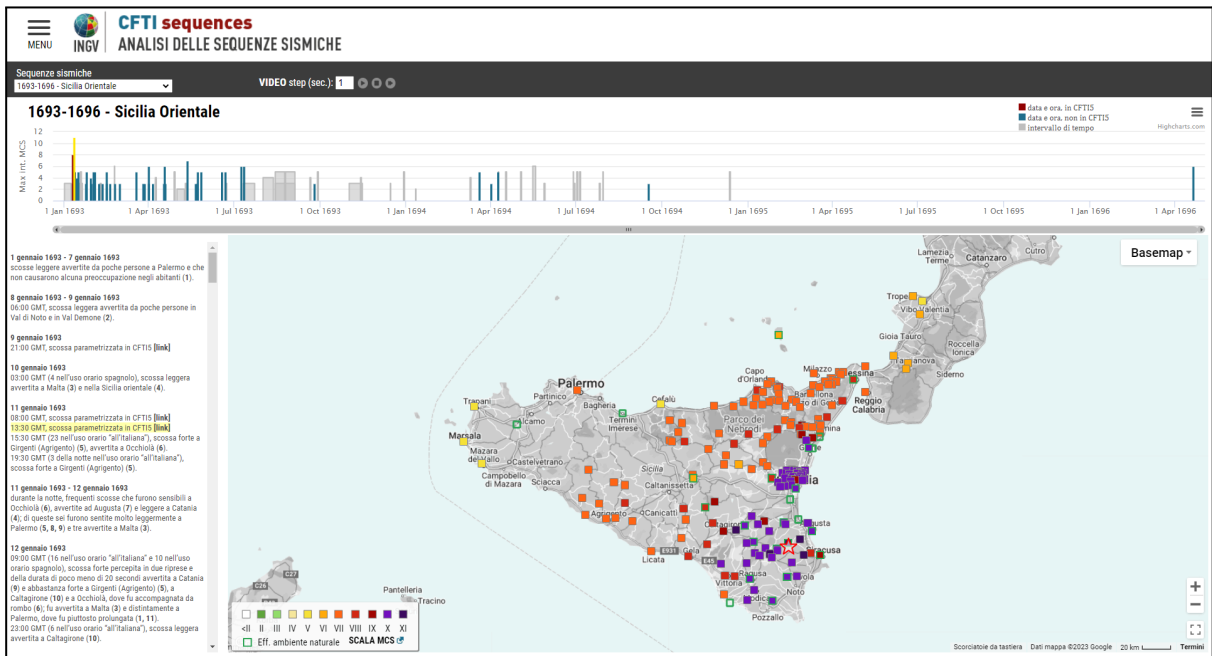 MENU
INGV
CFTI sequences
ANALISI DELLE SEQUENZE SISMICHE
Sequenze sismiche
1693-1696 - Sicilia Orientale
VIDEO step (sec.): 1
1693-1696 - Sicilia Orientale
data e ora. in CFTI5
data e ora. non in CFTI5
intervallo di tempo
Highcharts.com
Max int. MCS
12
10
8
6
4
2
0
1 Jan 1693
1 Apr 1693
1 Jul 1693
1 Oct 1693
1 Jan 1694
1 Apr 1694
1 Jul 1694
1 Oct 1694
1 Jan 1695
1 Apr 1695
1 Jul 1695
1 Oct 1695
1 Jan 1696
1 Apr 1696
1 gennaio 1693 - 7 gennaio 1693
scosse leggere avvertite da poche persone a Palermo e che
non causarono alcuna preoccupazione negli abitanti (1).
8 gennaio 1693 - 9 gennaio 1693
06:00 GMT, scossa leggera avvertita da poche persone in
Val di Noto e in Val Demone (2).
9 gennaio 1693
21:00 GMT, scossa parametrizzata in CFTI5 [link]
10 gennaio 1693
03:00 GMT (4 nell'uso orario spagnolo), scossa leggera
avvertita a Malta (3) e nella Sicilia orientale (4).
11 gennaio 1693
08:00 GMT, scossa parametrizzata in CFTI5 [link]
13:30 GMT, scossa parametrizzata in CFTI5 [link]
15:30 GMT (23 nell'uso orario "all'italiana"), scossa forte a
Girgenti (Agrigento) (5), avvertita a Occhiolà (6).
19:30 GMT (3 della notte nell'uso orario "all'italiana"),
scossa forte a Girgenti (Agrigento) (5).
11 gennaio 1693 - 12 gennaio 1693
durante la notte, frequenti scosse che furono sensibili a
Occhiolà (6), avvertite ad Augusta (7) e leggere a Catania
(4); di queste sei furono sentite molto leggermente a
Palermo (5, 8, 9) e tre avvertite a Malta (3).
12 gennaio 1693
09:00 GMT (16 nell'uso orario "all'italiana" e 10 nell'uso
orario spagnolo), scossa forte percepita in due riprese e
della durata di poco meno di 20 secondi avvertita a Catania
(9) e abbastanza forte a Girgenti (Agrigento) (5), a
Caltagirone (10) e a Occhiolà, dove fu accompagnata da
rombo (6); fu avvertita a Malta (3) e distintamente a
Palermo, dove fu piuttosto prolungata (1, 11).
23:00 GMT (6 nell'uso orario "all'italiana"), scossa leggera
avvertita a Caltagirone (10).
Basemap
Lamezia
Terme
Catanzaro
Cutro
Vibo Valentia
Gioia Tauro
Roccella
Ionica
Siderno
Reggio
Calabria
Capo
Milazzo
Palermo
Partinico
Bagheria
Cefalù
Trapani
Alcamo
Termini
Imerese
Parco dei
Nebrodi
Marsala
Mazara
del Vallo
Castelvetrano
Campobello
di Mazara
Sciacca
Sicilia
Caltanissetta
Agrigento
Canicattì
Licata
E931
Gela
E45
Augusta
Siracusa
Vittoria
Ragusa
Noto
Modica
Pozzallo
C27
C26
Pantelleria
Tracino
<II II III IV V VI VII VIII IX X XI
Eff. ambiente naturale SCALA MCS
Scorciatoie da tastiera Dati mappa ©2023 Google 20 km Termini